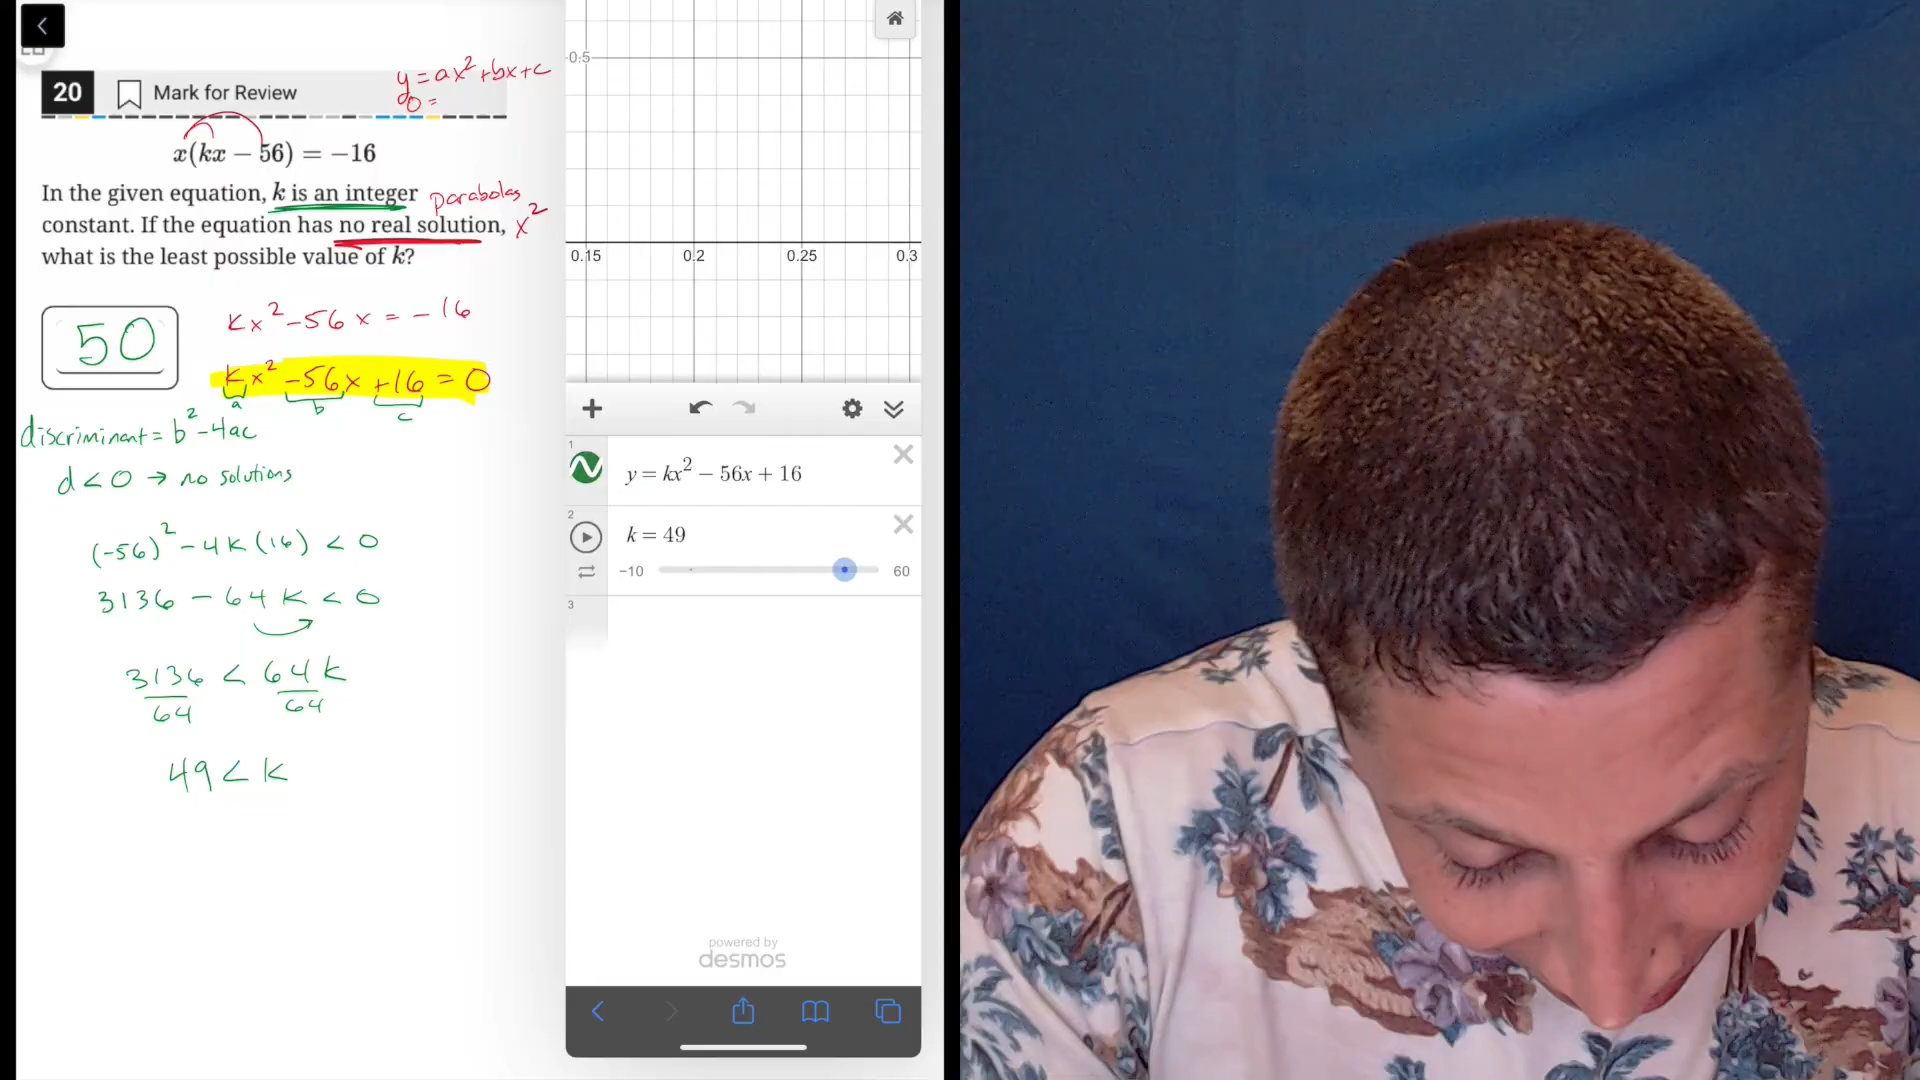 y = ax² + bx + c
0 =
20 Mark for Review
x(kx − 56) = −16
In the given equation, k is an integer
parabolas
constant. If the equation has no real solution,
x²
what is the least possible value of k?
50
kx² − 56x = −16
kx² − 56x + 16 = 0
a b c
discriminant = b² − 4ac
d < 0 → no solutions
(−56)² − 4k(16) < 0
3136 − 64k < 0
3136 < 64k
64 64
49 < k
0.5
0.15 0.2 0.25 0.3
1
y = kx² − 56x + 16
2
k = 49
−10 60
3
powered by
desmos